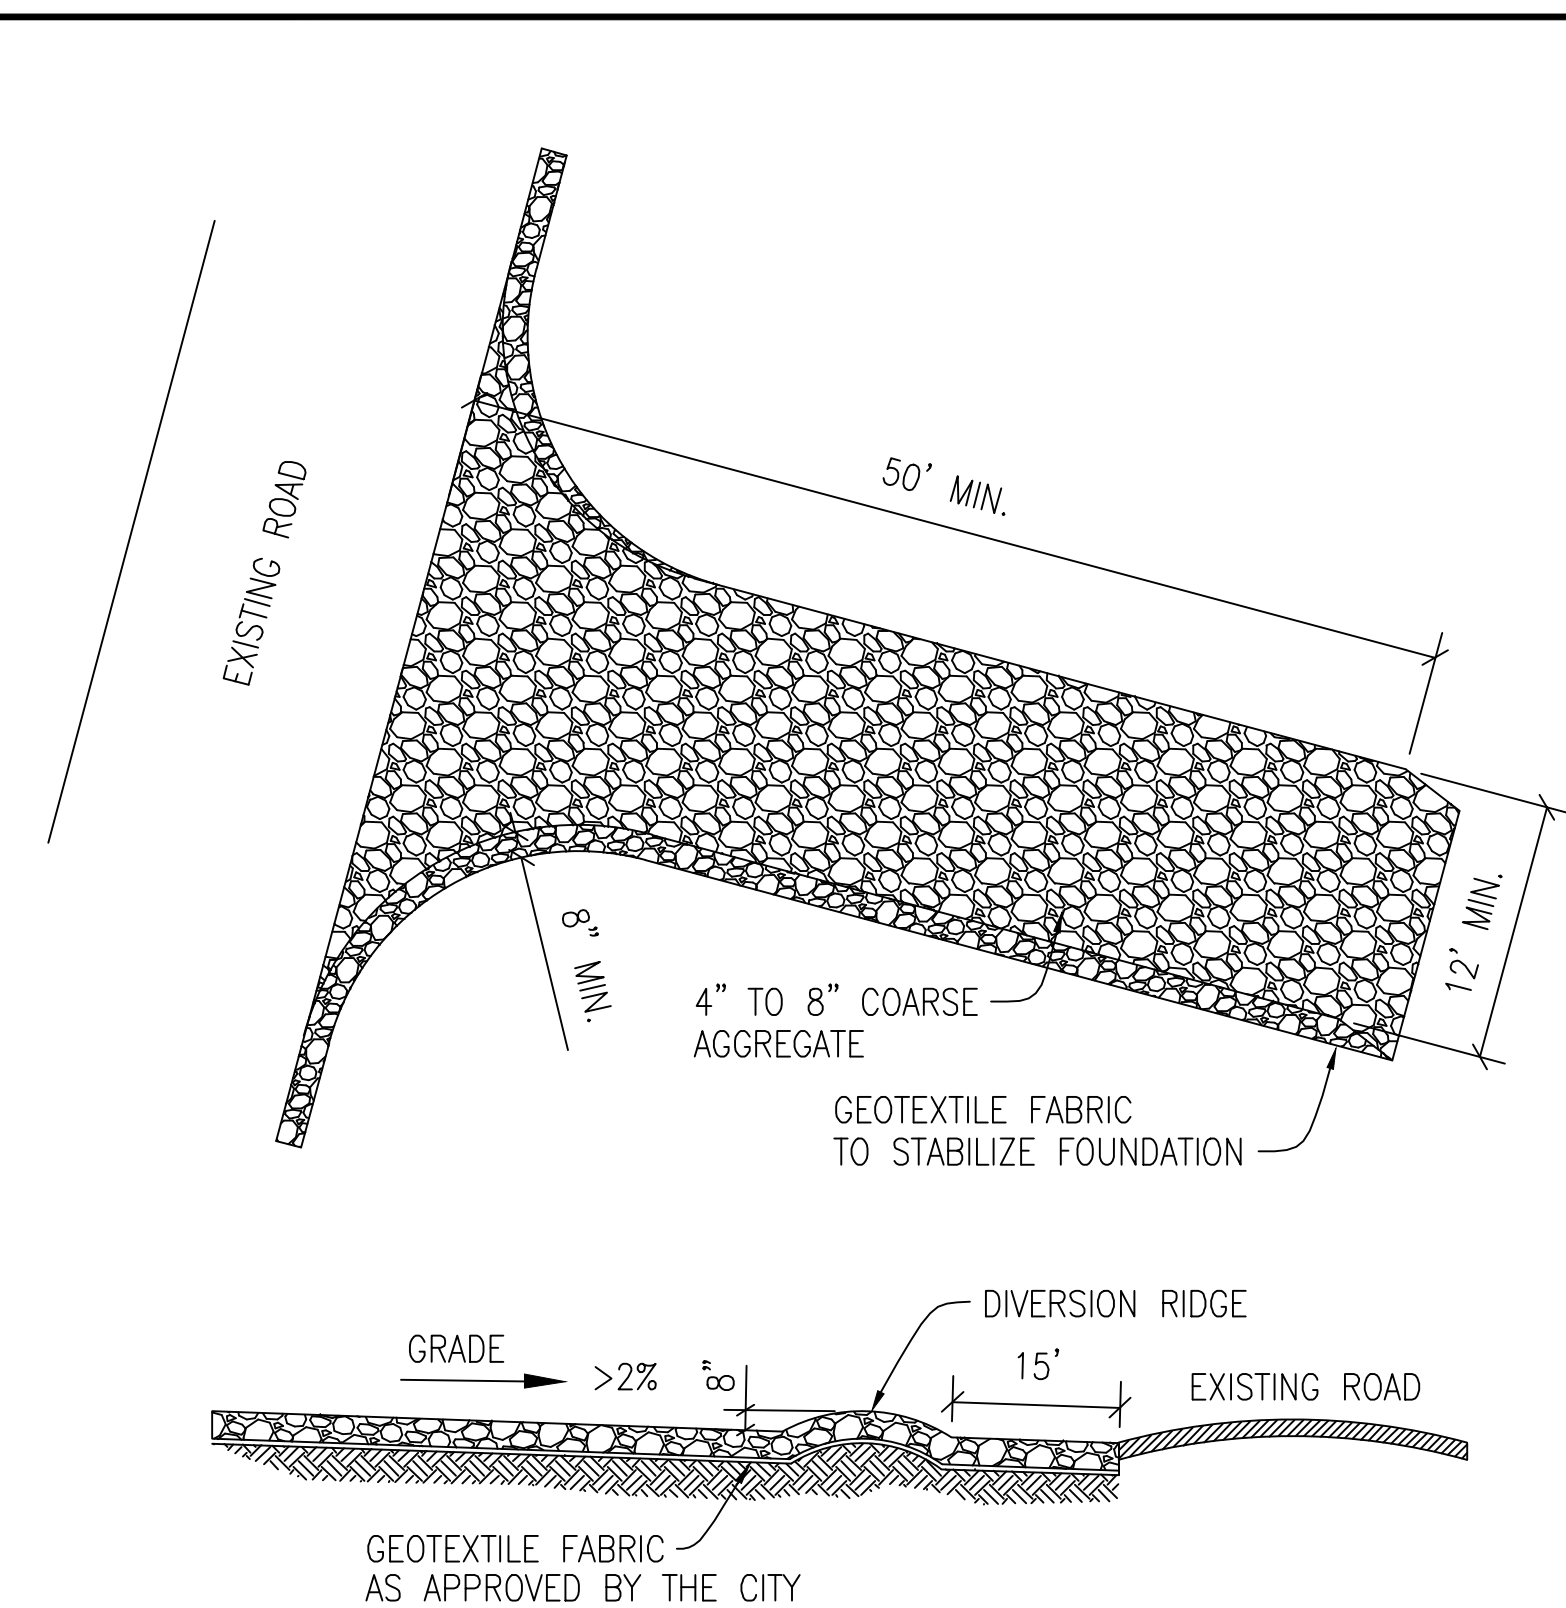 50' MIN.
EXISTING ROAD
12' MIN.
8" MIN.
4" TO 8" COARSE
AGGREGATE
GEOTEXTILE FABRIC
TO STABILIZE FOUNDATION
DIVERSION RIDGE
GRADE
>2%
8"
15'
EXISTING ROAD
GEOTEXTILE FABRIC
AS APPROVED BY THE CITY